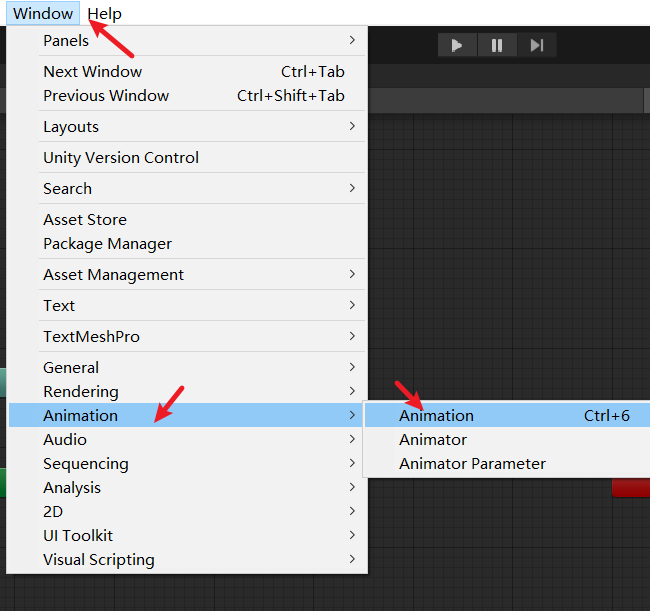 Window Help
Panels
Next Window Ctrl+Tab
Previous Window Ctrl+Shift+Tab
Layouts
Unity Version Control
Search
Asset Store
Package Manager
Asset Management
Text
TextMeshPro
General
Rendering
Animation
Animation Ctrl+6
Audio
Animator
Sequencing
Animator Parameter
Analysis
2D
UI Toolkit
Visual Scripting